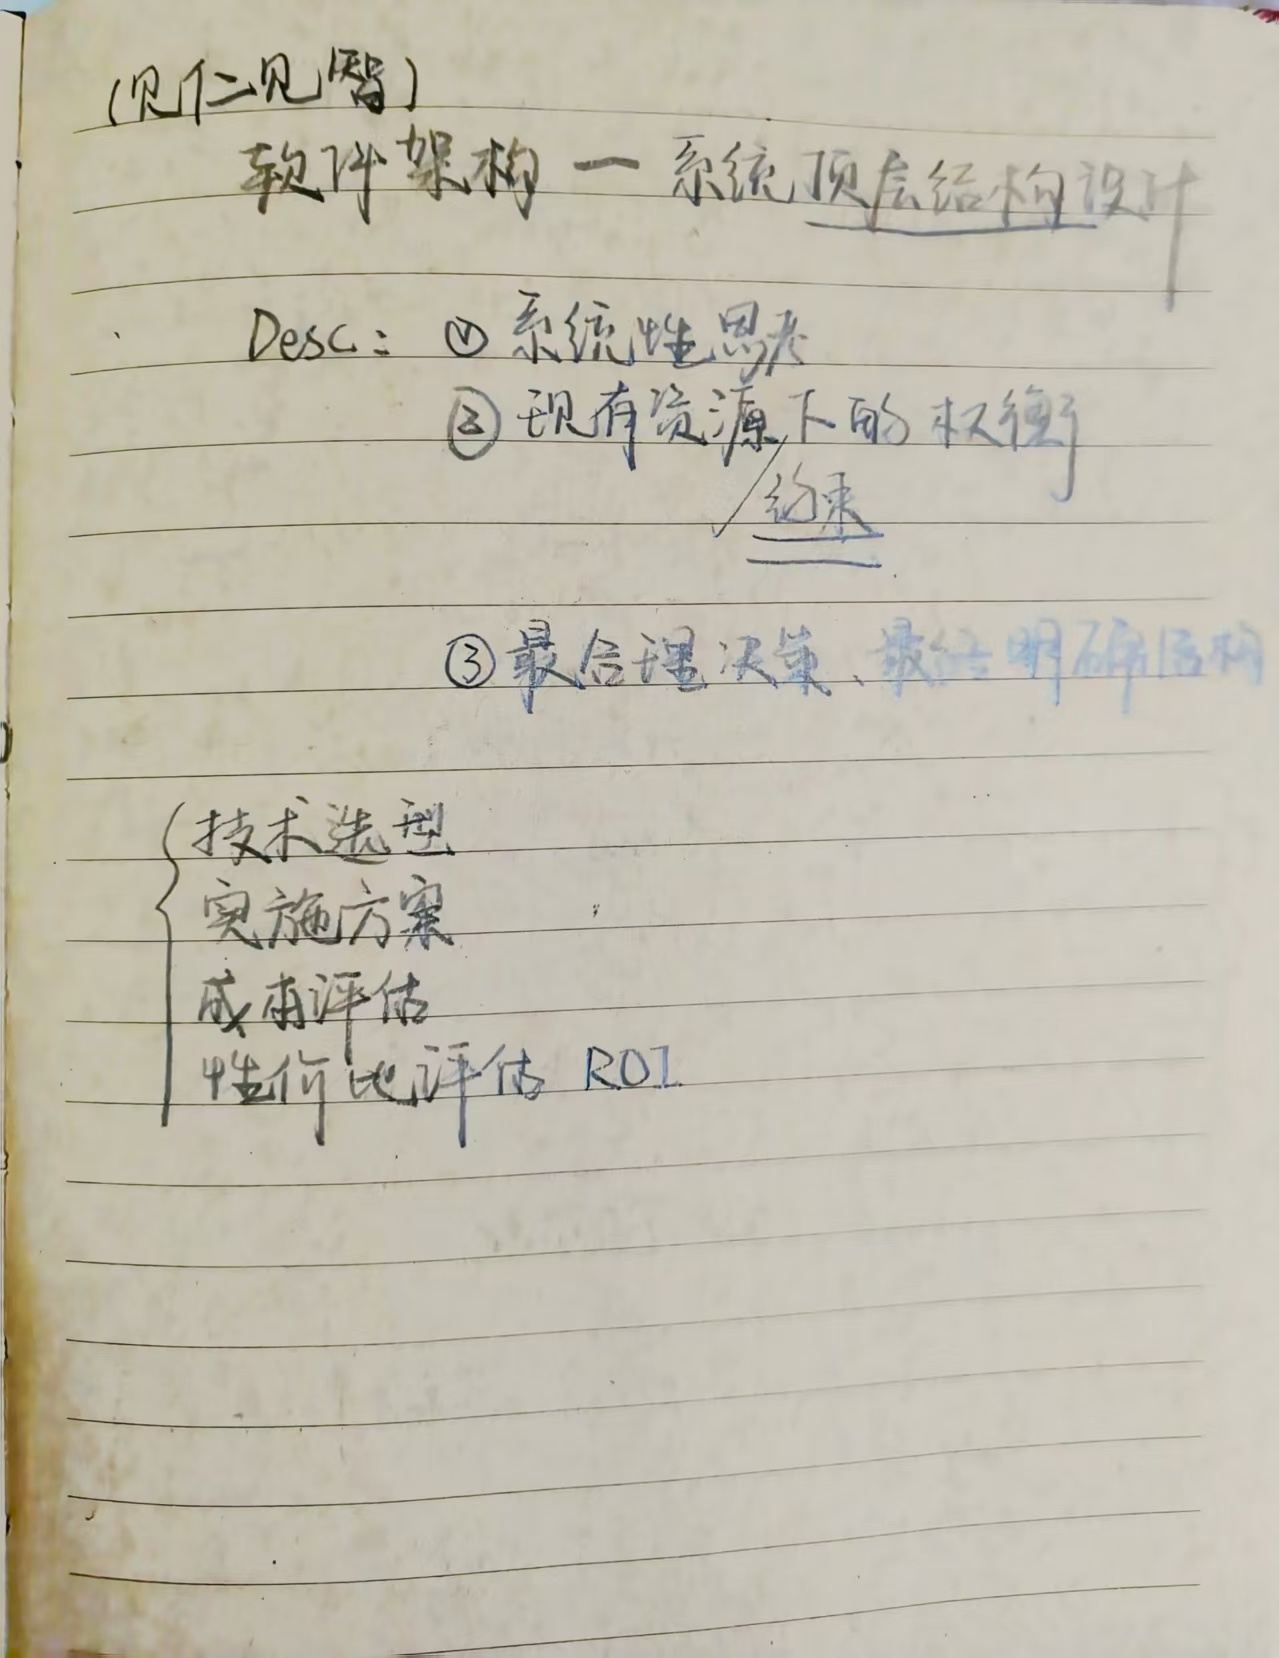 (见仁见智)
软件架构 — 系统顶层结构设计
Desc: ① 系统性思考
② 现有资源下的权衡
约束
③ 最合理决策、最终明确结构
技术选型
实施方案
成本评估
性价比评估 ROI